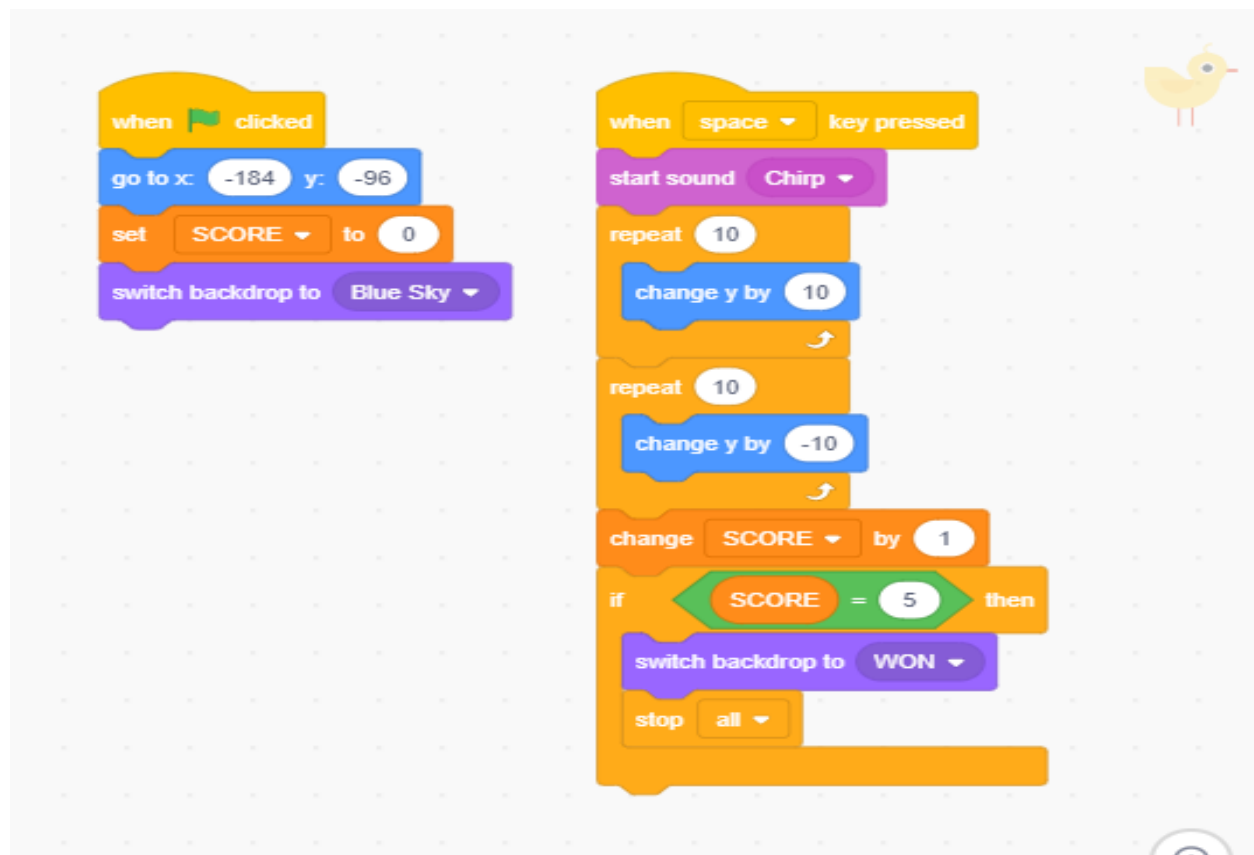 when clicked
go to x: -184 y: -96
set SCORE to 0
switch backdrop to Blue Sky
when space key pressed
start sound Chirp
repeat 10
change y by 10
repeat 10
change y by -10
change SCORE by 1
if SCORE = 5 then
switch backdrop to WON
stop all